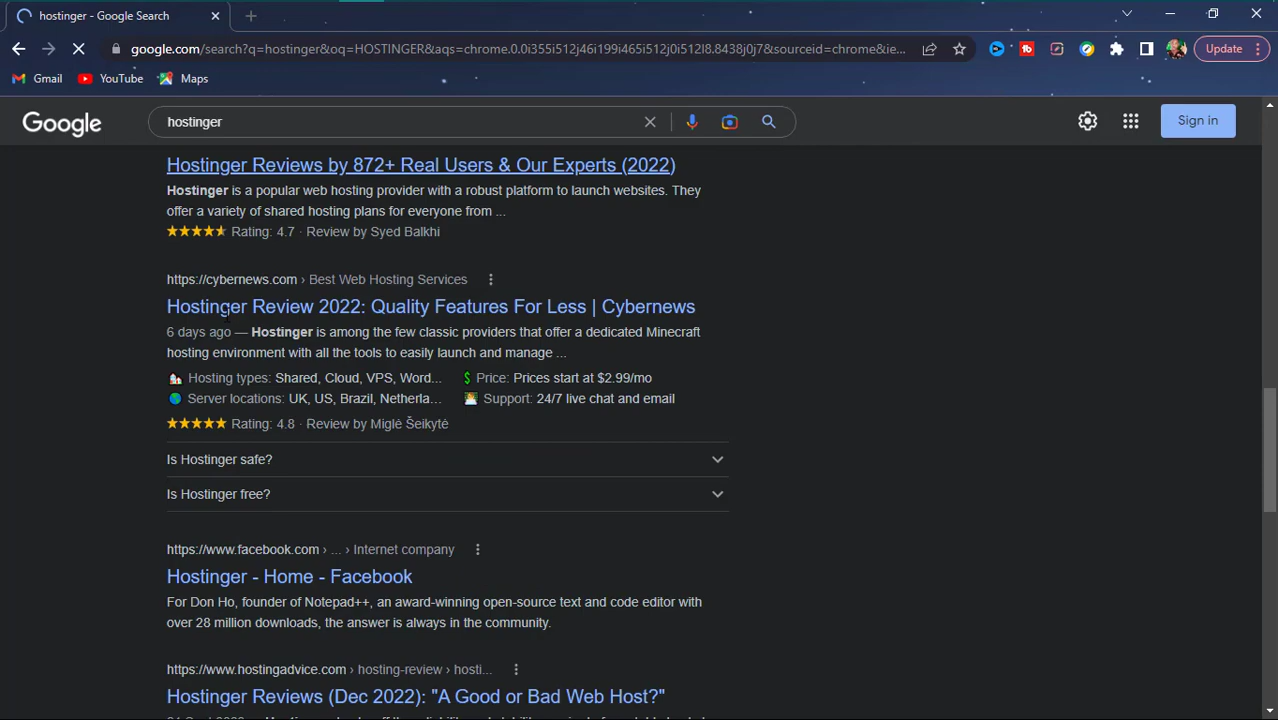 hostinger - Google Search
google.com/search?q=hostinger&oq=HOSTINGER&aqs=chrome.0.0i355i512j46i199i465i512j0i512l8.8438j0j7&sourceid=chrome&ie...
Update
Gmail YouTube Maps
Google hostinger Sign in
Hostinger Reviews by 872+ Real Users & Our Experts (2022)
Hostinger is a popular web hosting provider with a robust platform to launch websites. They
offer a variety of shared hosting plans for everyone from ...
Rating: 4.7 · Review by Syed Balkhi
https://cybernews.com › Best Web Hosting Services
Hostinger Review 2022: Quality Features For Less | Cybernews
6 days ago — Hostinger is among the few classic providers that offer a dedicated Minecraft
hosting environment with all the tools to easily launch and manage ...
Hosting types: Shared, Cloud, VPS, Word... Price: Prices start at $2.99/mo
Server locations: UK, US, Brazil, Netherla... Support: 24/7 live chat and email
Rating: 4.8 · Review by Miglė Šeikytė
Is Hostinger safe?
Is Hostinger free?
https://www.facebook.com › ... › Internet company
Hostinger - Home - Facebook
For Don Ho, founder of Notepad++, an award-winning open-source text and code editor with
over 28 million downloads, the answer is always in the community.
https://www.hostingadvice.com › hosting-review › hosti...
Hostinger Reviews (Dec 2022): "A Good or Bad Web Host?"